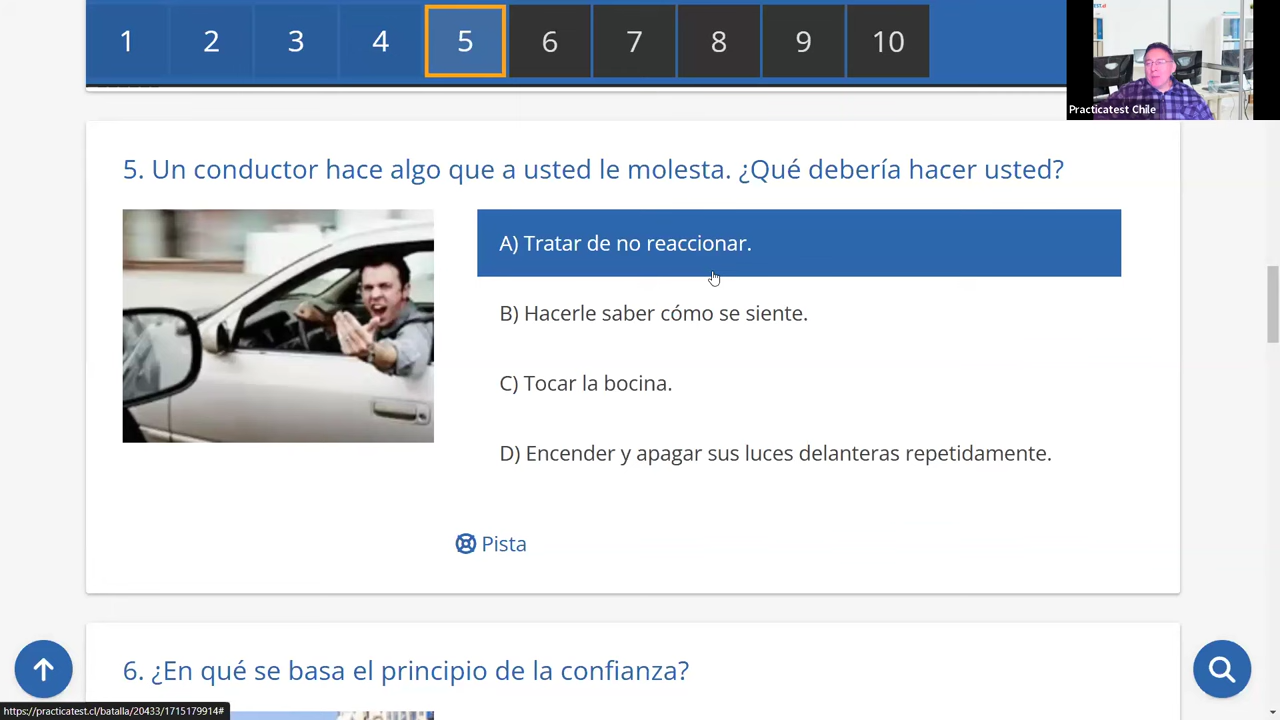 1 2 3 4 5 6 7 8 9 10
Practicatest Chile
5. Un conductor hace algo que a usted le molesta. ¿Qué debería hacer usted?
A) Tratar de no reaccionar.
B) Hacerle saber cómo se siente.
C) Tocar la bocina.
D) Encender y apagar sus luces delanteras repetidamente.
Pista
6. ¿En qué se basa el principio de la confianza?
https://practicatest.cl/batalla/20433/1715179914#